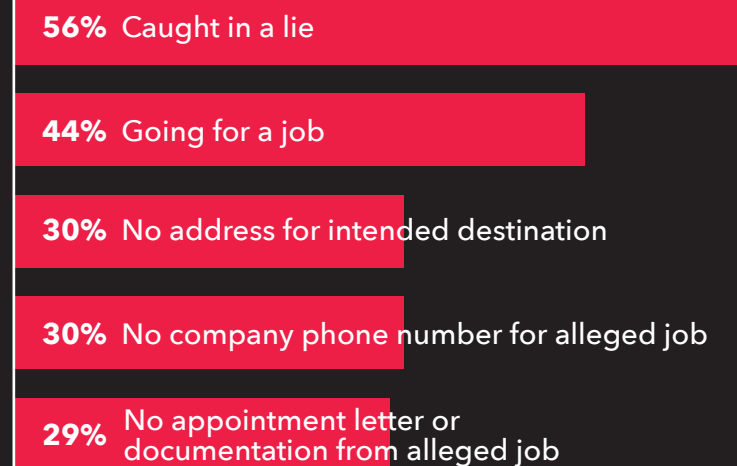 56% Caught in a lie
44% Going for a job
30% No address for intended destination
30% No company phone number for alleged job
29% No appointment letter or
documentation from alleged job